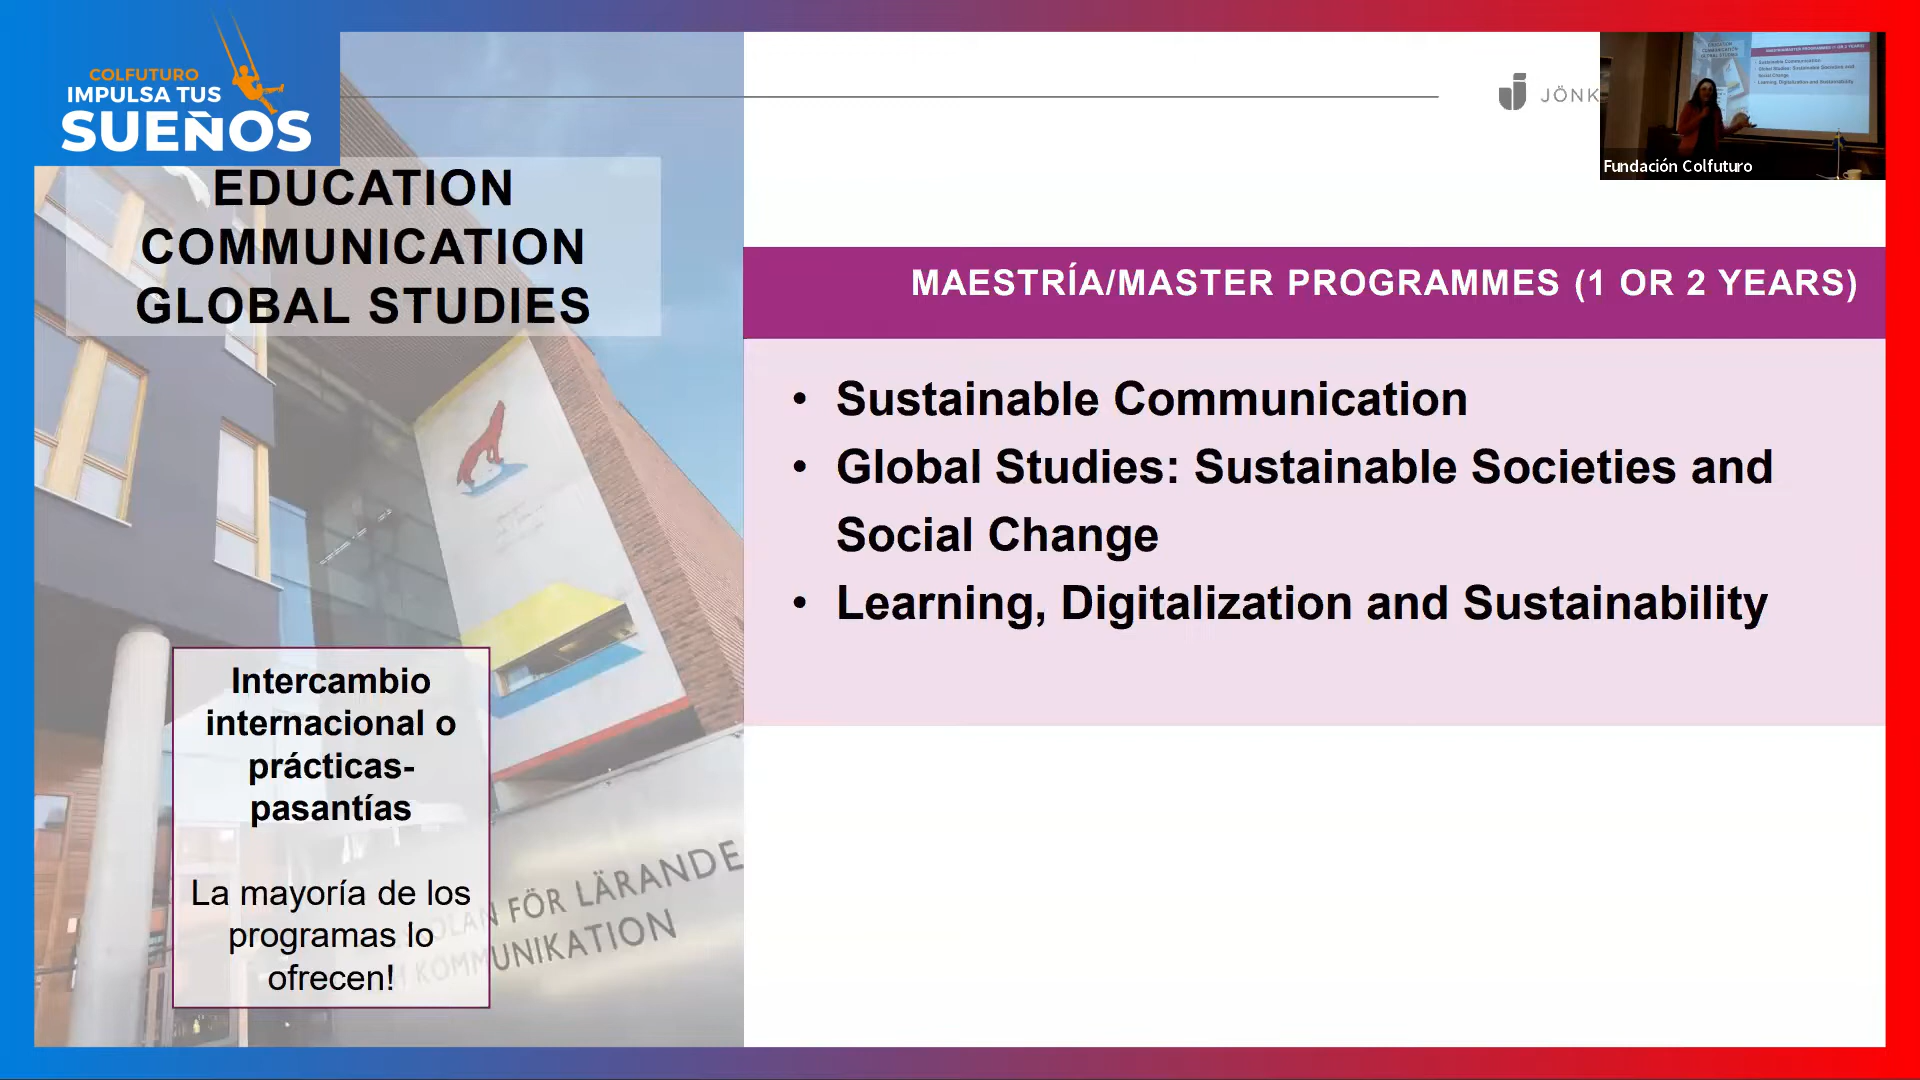 COLFUTURO
IMPULSA TUS
SUEÑOS
EDUCATION
COMMUNICATION
GLOBAL STUDIES
JÖNK
Fundación Colfuturo
MAESTRÍA/MASTER PROGRAMMES (1 OR 2 YEARS)
• Sustainable Communication
• Global Studies: Sustainable Societies and
Social Change
• Learning, Digitalization and Sustainability
Intercambio
internacional o
prácticas-
pasantías
La mayoría de los
programas lo
ofrecen!
FÖR LÄRANDE
KOMMUNIKATION